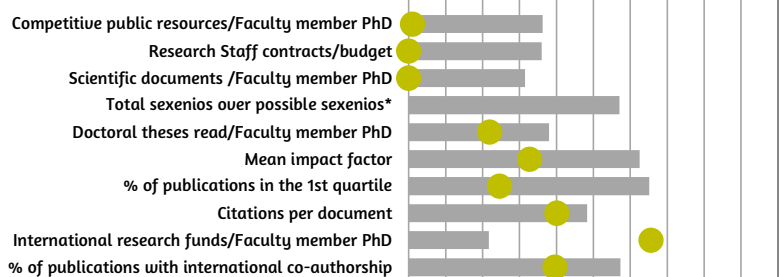 Competitive public resources/Faculty member PhD
Research Staff contracts/budget
Scientific documents /Faculty member PhD
Total sexenios over possible sexenios*
Doctoral theses read/Faculty member PhD
Mean impact factor
% of publications in the 1st quartile
Citations per document
International research funds/Faculty member PhD
% of publications with international co-authorship